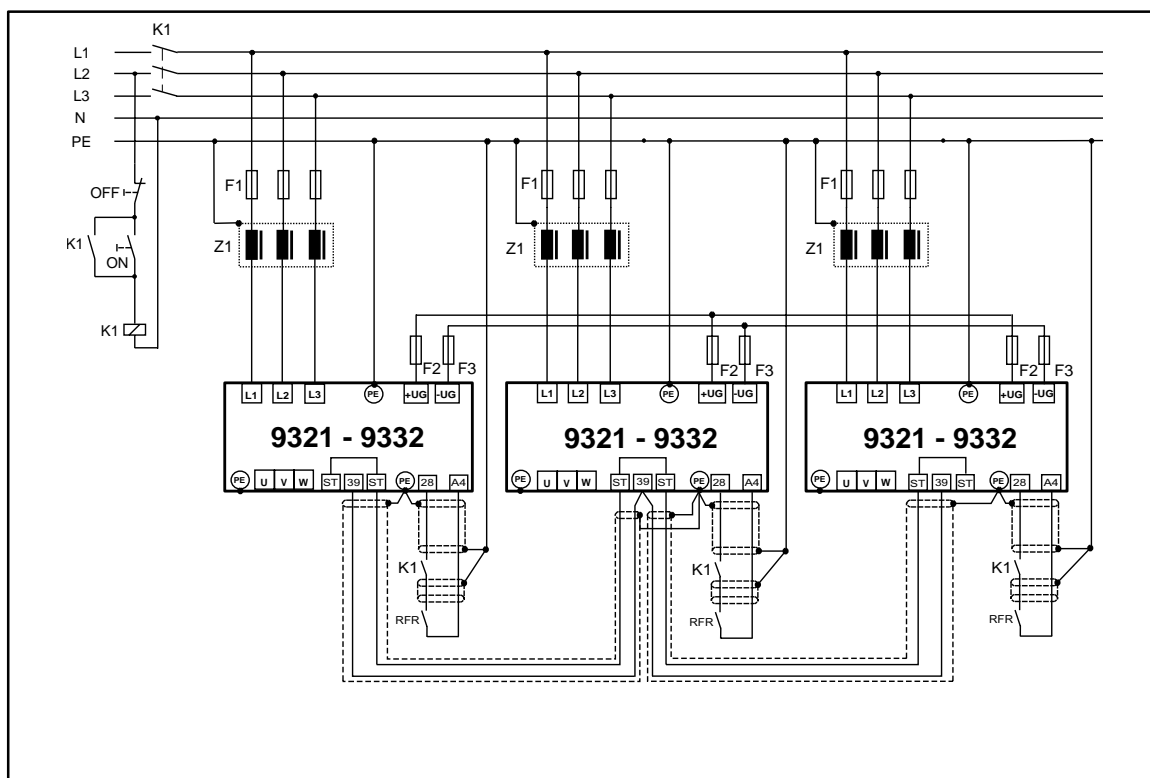 K1
L1
L2
L3
N
PE
OFF
K1
ON
K1
F1
F1
F1
Z1
Z1
Z1
F2 F3
F2 F3
F2 F3
L1 L2 L3 PE +UG -UG
9321 - 9332
PE U V W ST 39 ST PE 28 A4
L1 L2 L3 PE +UG -UG
9321 - 9332
PE U V W ST 39 ST PE 28 A4
L1 L2 L3 PE +UG -UG
9321 - 9332
PE U V W ST 39 ST PE 28 A4
K1
K1
K1
RFR
RFR
RFR